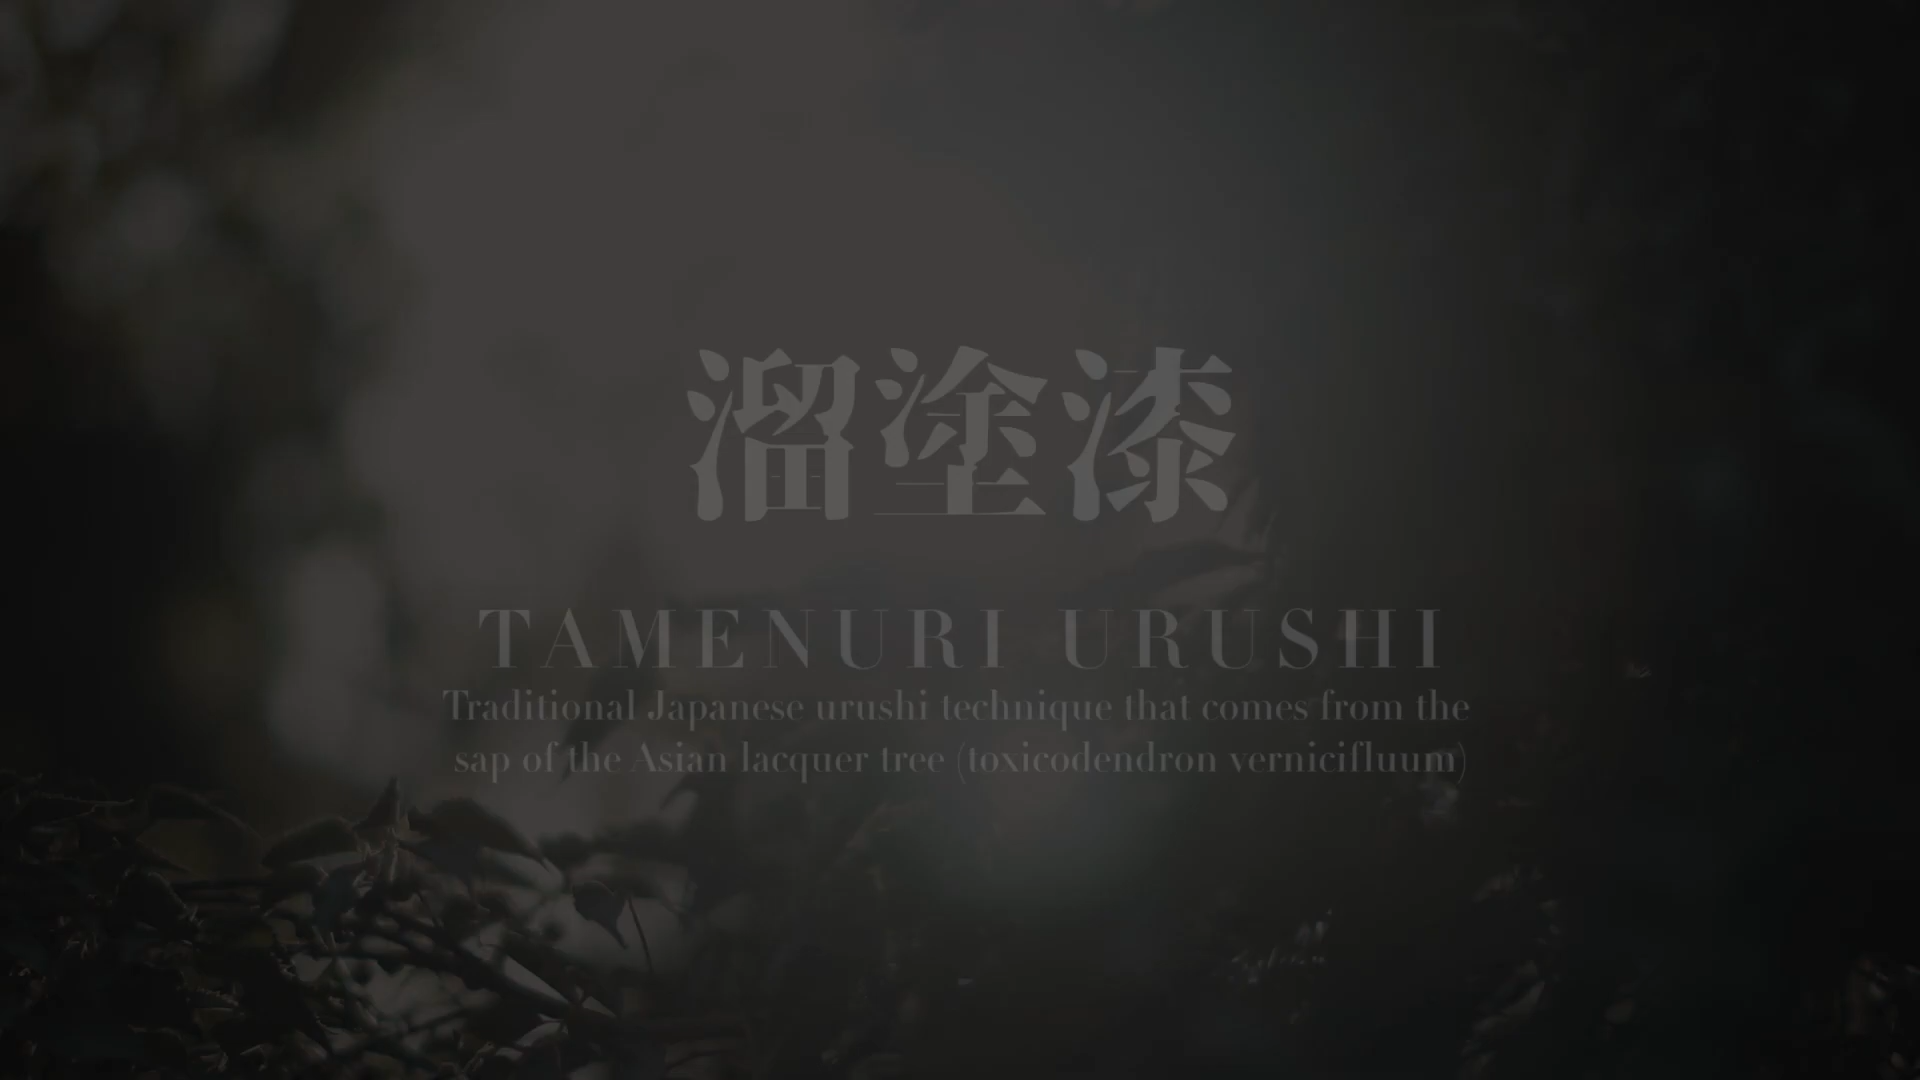 溜塗漆
TAMENURI URUSHI
Traditional Japanese urushi technique that comes from the
sap of the Asian lacquer tree (toxicodendron vernicifluum)